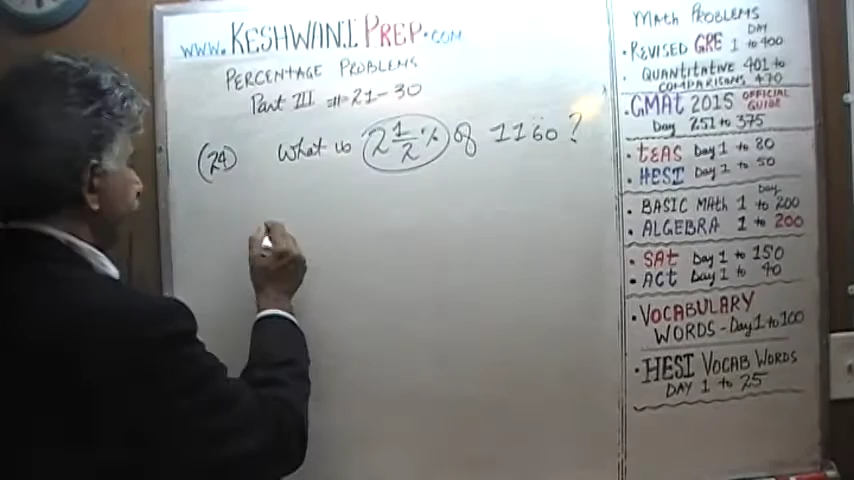 www.KESHWANIPREP.COM
PERCENTAGE PROBLEMS
Part III #21-30
(24) What is 2 1/2 % of 1160?
MATH PROBLEMS
• REVISED GRE DAY 1 to 400
• QUANTITATIVE COMPARISONS 401 to 470
• GMAT 2015 OFFICIAL GUIDE
Day 251 to 375
• TEAS Day 1 to 80
• HESI Day 1 to 50
• BASIC MATH Day 1 to 200
• ALGEBRA 1 to 200
• SAT Day 1 to 150
• ACT Day 1 to 40
• VOCABULARY
WORDS - Day 1 to 100
• HESI VOCAB WORDS
DAY 1 to 25